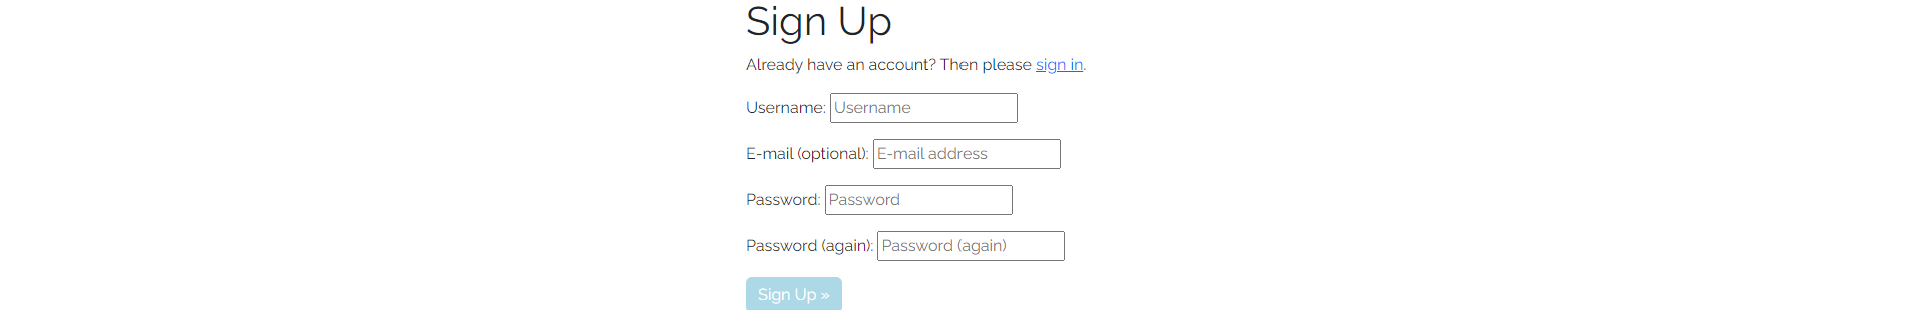 Sign Up
Already have an account? Then please sign in.
Username: Username
E-mail (optional): E-mail address
Password: Password
Password (again): Password (again)
Sign Up »